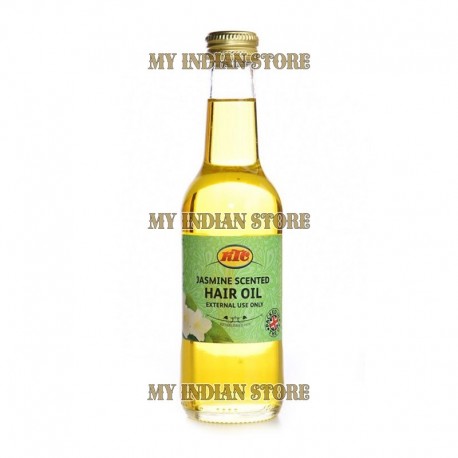 MY INDIAN STORE
MY INDIAN STORE
KTC
JASMINE SCENTED
HAIR OIL
EXTERNAL USE ONLY
MY INDIAN STORE